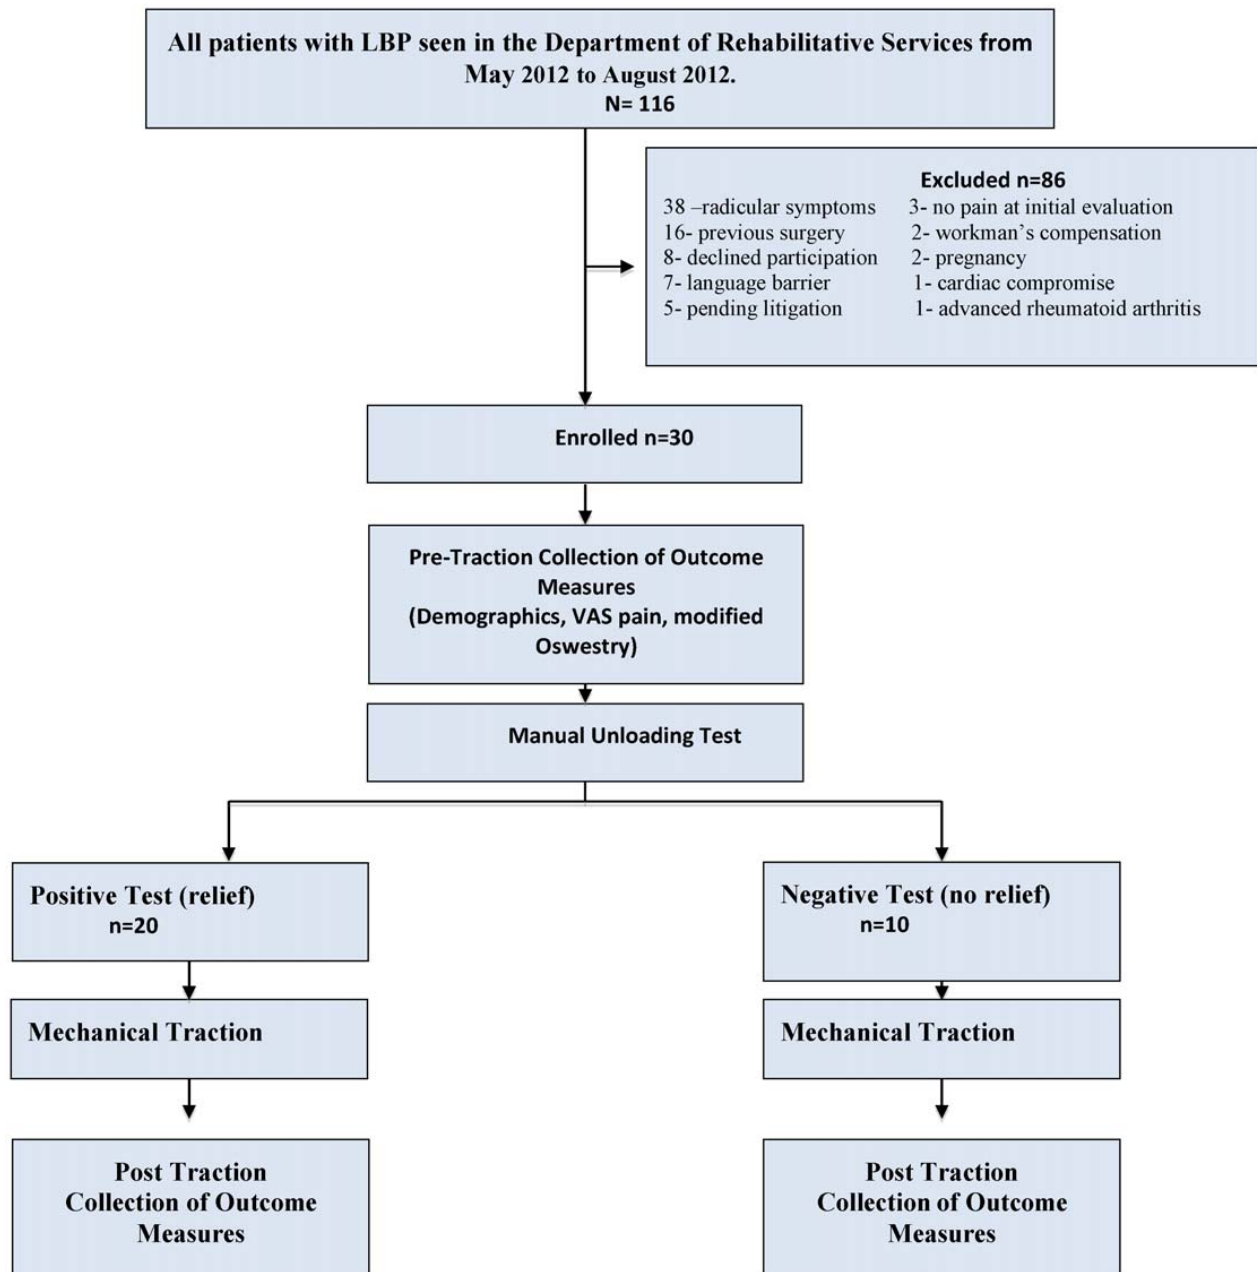 All patients with LBP seen in the Department of Rehabilitative Services from
May 2012 to August 2012.
N= 116
Excluded n=86
38 –radicular symptoms 3- no pain at initial evaluation
16- previous surgery 2- workman’s compensation
8- declined participation 2- pregnancy
7- language barrier 1- cardiac compromise
5- pending litigation 1- advanced rheumatoid arthritis
Enrolled n=30
Pre-Traction Collection of Outcome
Measures
(Demographics, VAS pain, modified
Oswestry)
Manual Unloading Test
Positive Test (relief)
n=20
Negative Test (no relief)
n=10
Mechanical Traction
Mechanical Traction
Post Traction
Collection of Outcome
Measures
Post Traction
Collection of Outcome
Measures